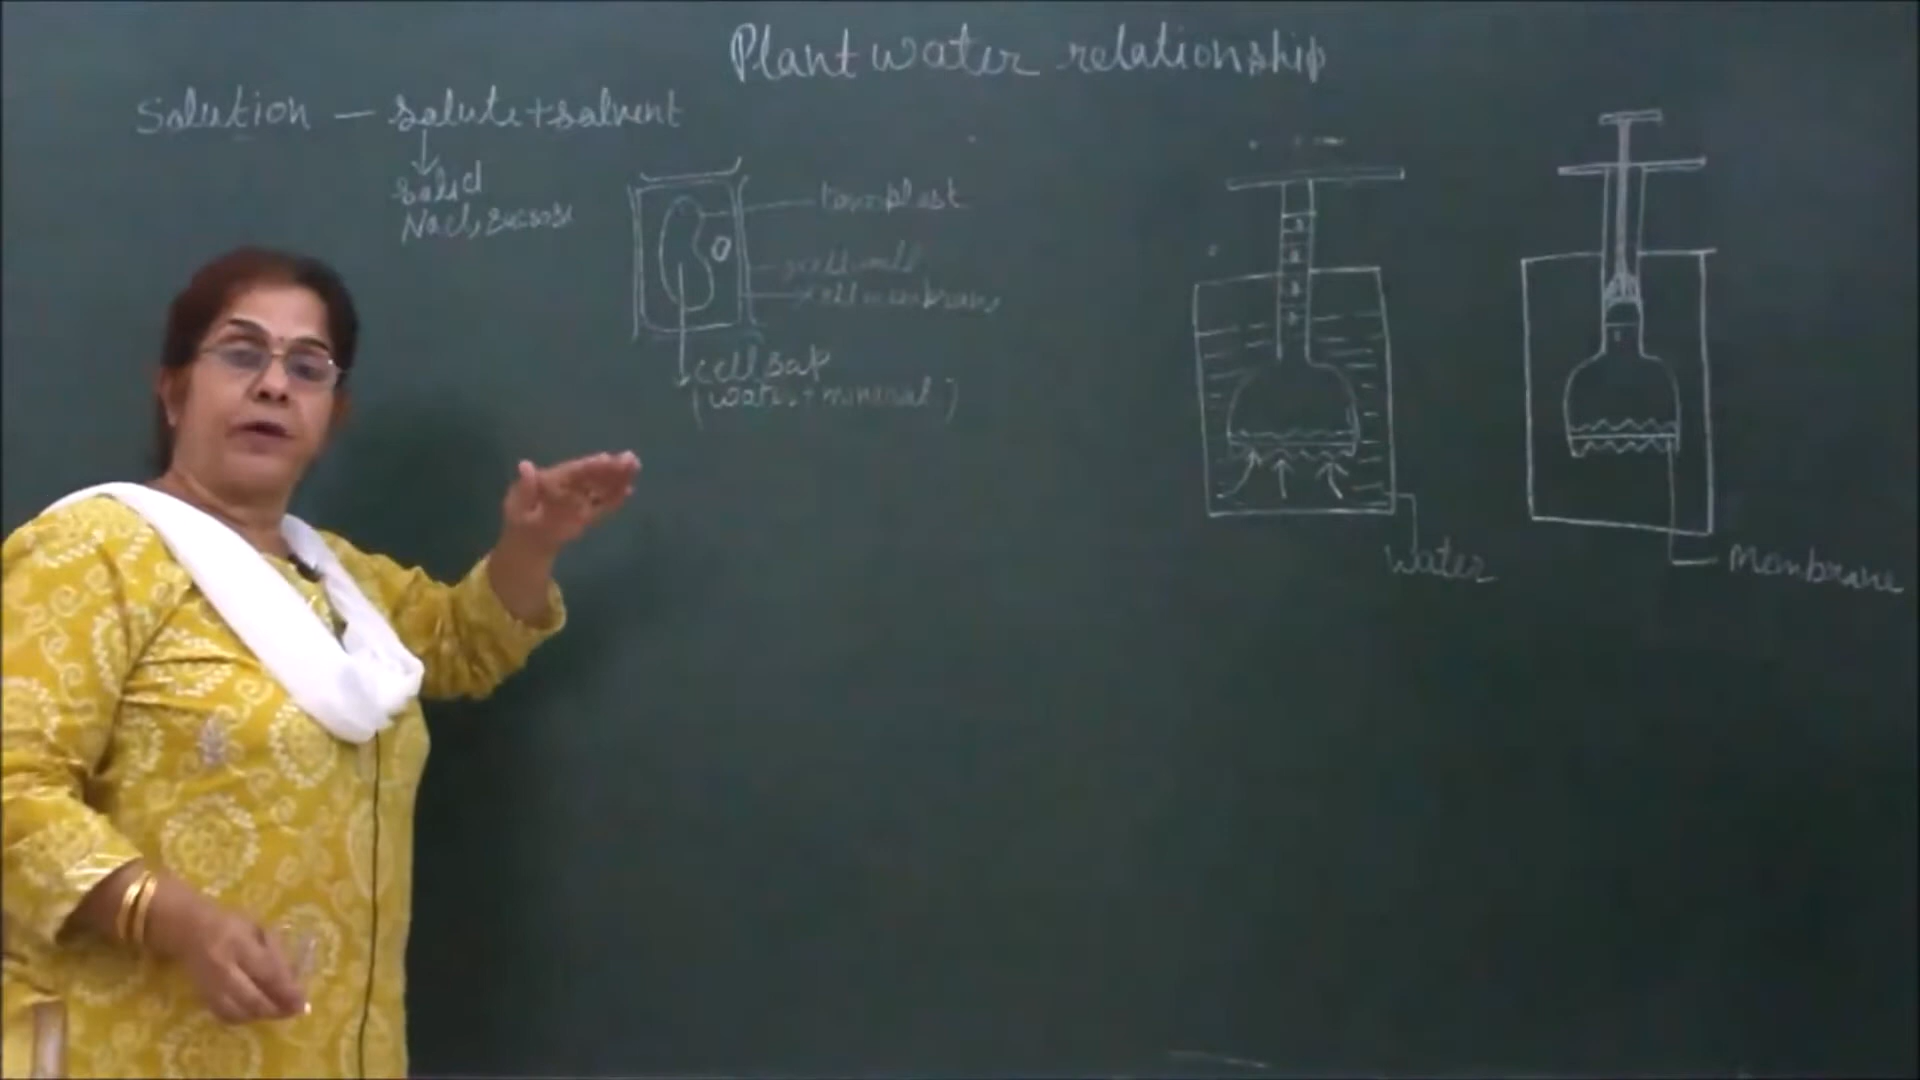 Plant water relationship
Solution — solute + solvent
solid
Nacl, sucrose
Tonoplast
cell wall
cell membrane
cell sap
(water + mineral)
water
Membrane